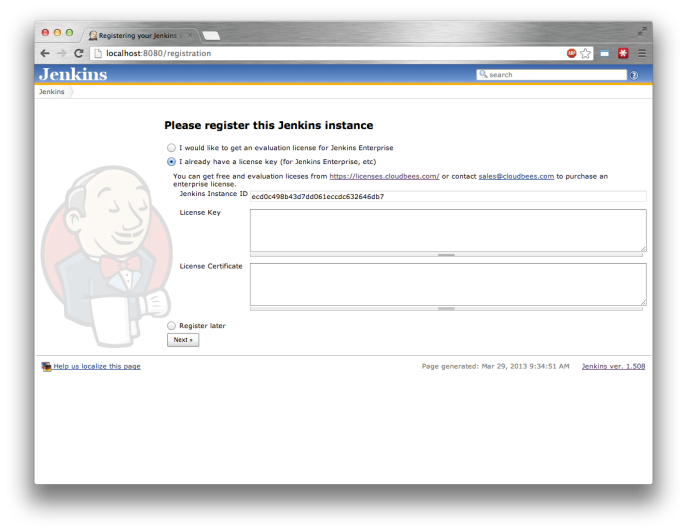 Registering your Jenkins
localhost:8080/registration
ABP
Jenkins
search
Jenkins
Please register this Jenkins instance
I would like to get an evaluation license for Jenkins Enterprise
I already have a license key (for Jenkins Enterprise, etc)
You can get free and evaluation liceses from https://licenses.cloudbees.com/ or contact sales@cloudbees.com to purchase an
enterprise license.
Jenkins Instance ID ecd0c498b43d7dd061eccdc632646db7
License Key
License Certificate
Register later
Next »
Help us localize this page Page generated: Mar 29, 2013 9:34:51 AM Jenkins ver. 1.508